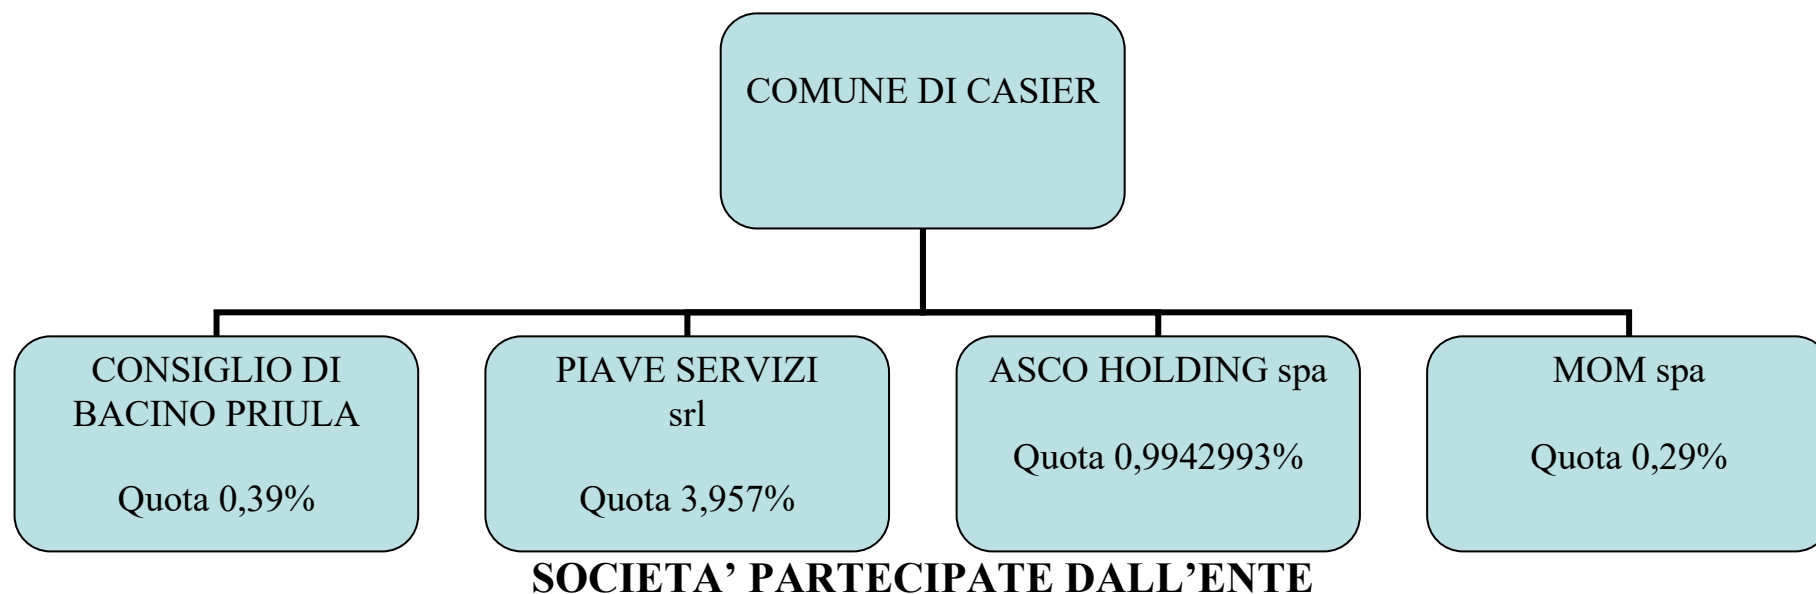 COMUNE DI CASIER
CONSIGLIO DI
BACINO PRIULA
Quota 0,39%
PIAVE SERVIZI
srl
Quota 3,957%
ASCO HOLDING spa
Quota 0,9942993%
MOM spa
Quota 0,29%
SOCIETA’ PARTECIPATE DALL’ENTE